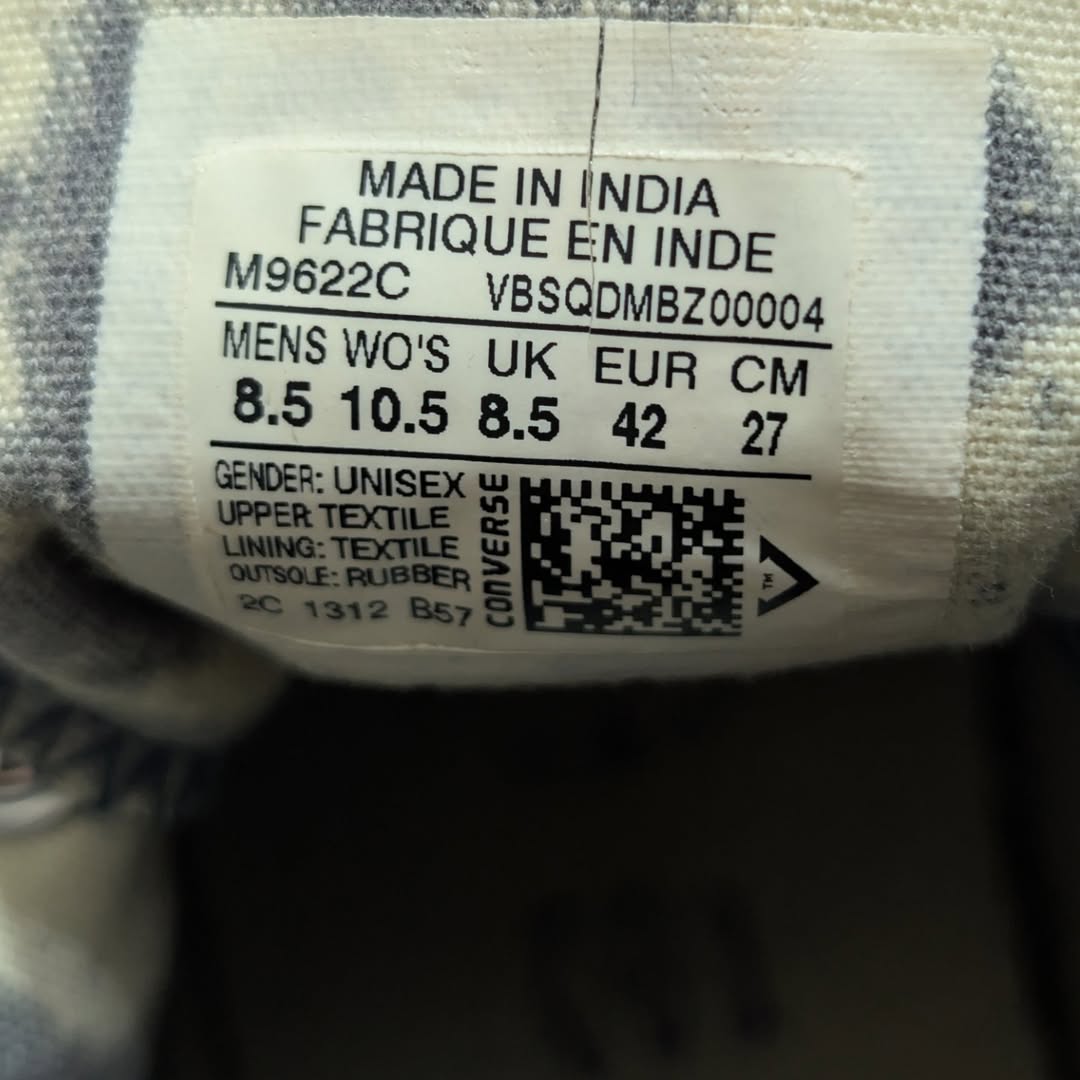 MADE IN INDIA
FABRIQUE EN INDE
M9622C VBSQDMBZ00004
MENS WO'S UK EUR CM
8.5 10.5 8.5 42 27
GENDER: UNISEX
UPPER TEXTILE
LINING: TEXTILE
OUTSOLE: RUBBER
2C 1312 B57
CONVERSE
TM